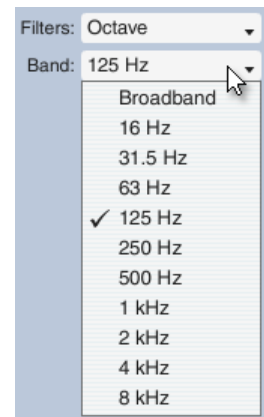 Filters: Octave
Band: 125 Hz
Broadband
16 Hz
31.5 Hz
63 Hz
✓ 125 Hz
250 Hz
500 Hz
1 kHz
2 kHz
4 kHz
8 kHz